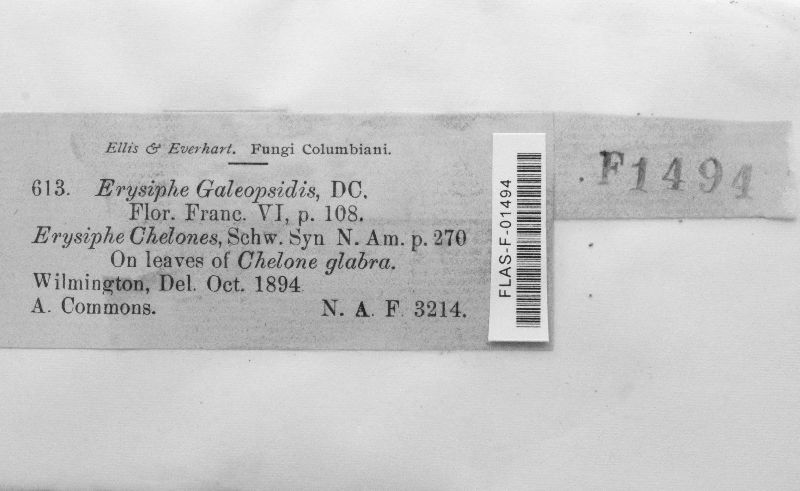 Ellis & Everhart. Fungi Columbiani.
613. Erysiphe Galeopsidis, DC.
Flor. Franc. VI, p. 108.
Erysiphe Chelones, Schw. Syn N. Am. p. 270
On leaves of Chelone glabra.
Wilmington, Del. Oct. 1894
A. Commons. N. A. F. 3214.
FLAS-F-01494
F1494